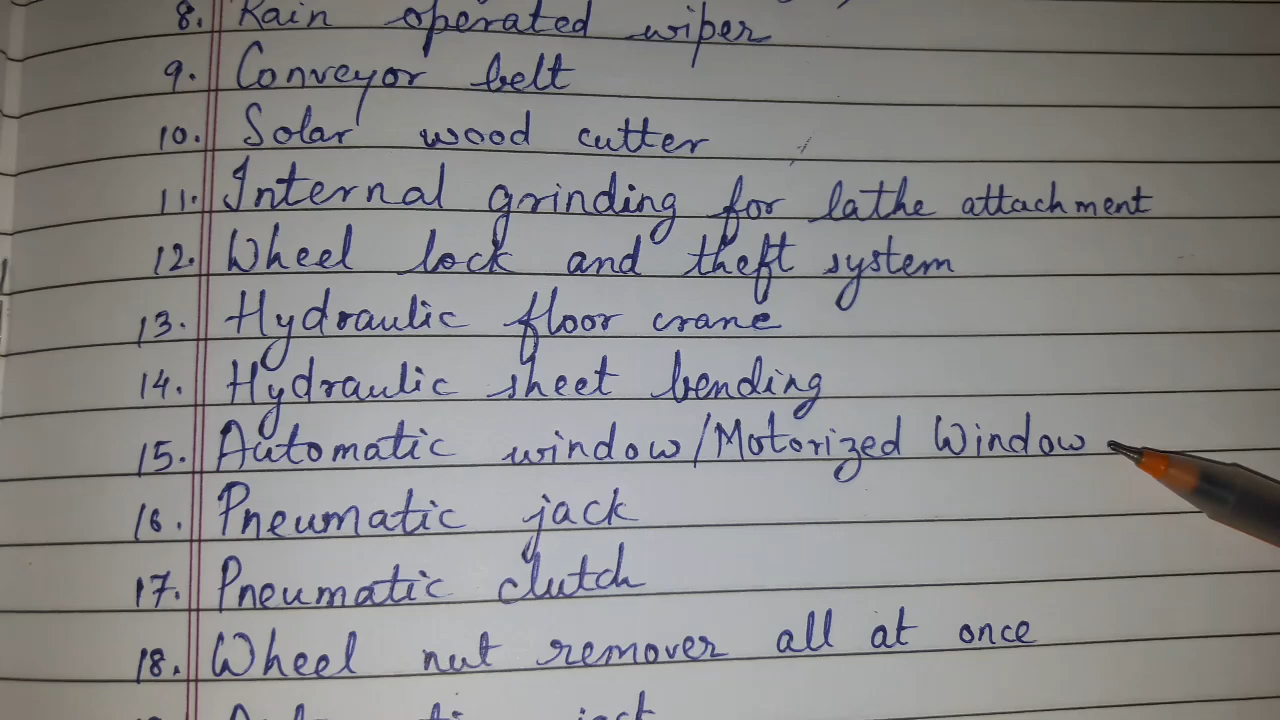 8. Rain operated wiper
9. Conveyor belt
10. Solar wood cutter
11. Internal grinding for lathe attachment
12. Wheel lock and theft system
13. Hydraulic floor crane
14. Hydraulic sheet bending
15. Automatic window/Motorized Window
16. Pneumatic jack
17. Pneumatic clutch
18. Wheel nut remover all at once
jack